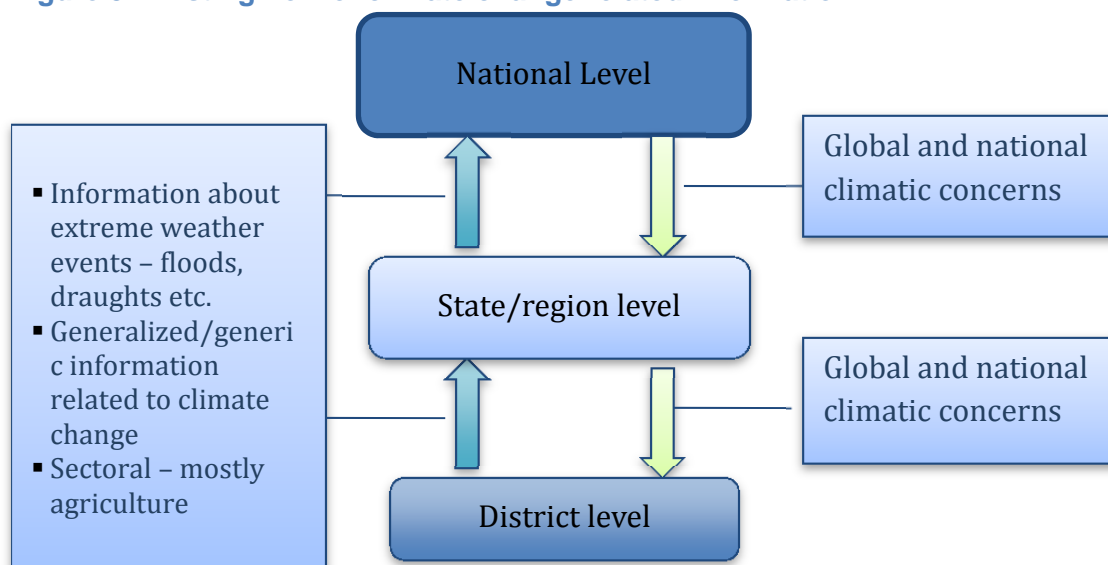 National Level
Global and national
climatic concerns
▪ Information about
extreme weather
events – floods,
draughts etc.
▪ Generalized/generi
c information
related to climate
change
▪ Sectoral – mostly
agriculture
State/region level
Global and national
climatic concerns
District level